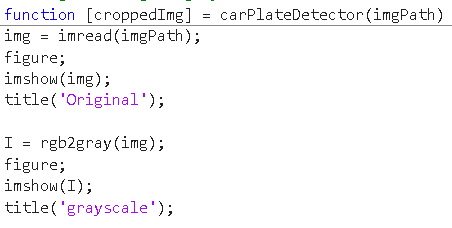 function [croppedImg] = carPlateDetector(imgPath)
img = imread(imgPath);
figure;
imshow(img);
title('Original');
I = rgb2gray(img);
figure;
imshow(I);
title('grayscale');